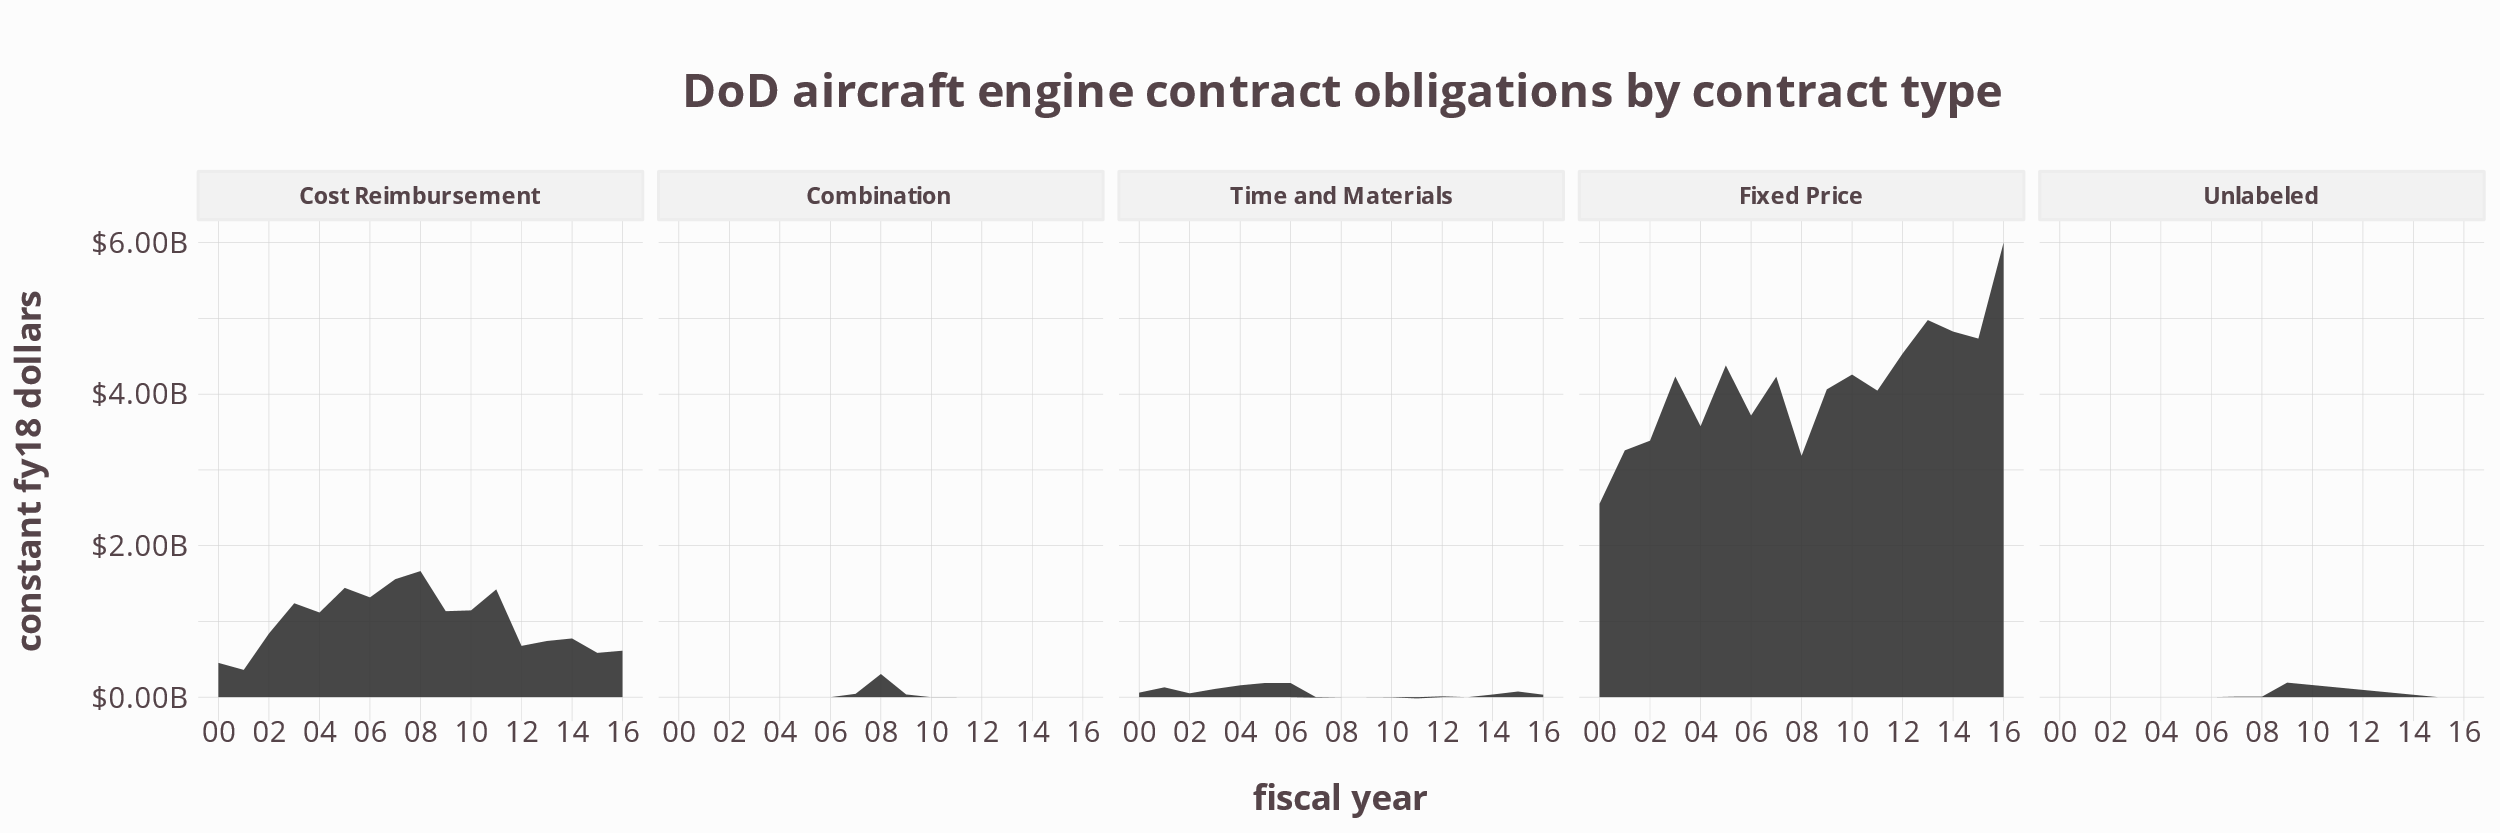 DoD aircraft engine contract obligations by contract type
Cost Reimbursement
Combination
Time and Materials
Fixed Price
Unlabeled
constant fy18 dollars
$6.00B
$4.00B
$2.00B
$0.00B
00 02 04 06 08 10 12 14 16
00 02 04 06 08 10 12 14 16
00 02 04 06 08 10 12 14 16
00 02 04 06 08 10 12 14 16
00 02 04 06 08 10 12 14 16
fiscal year